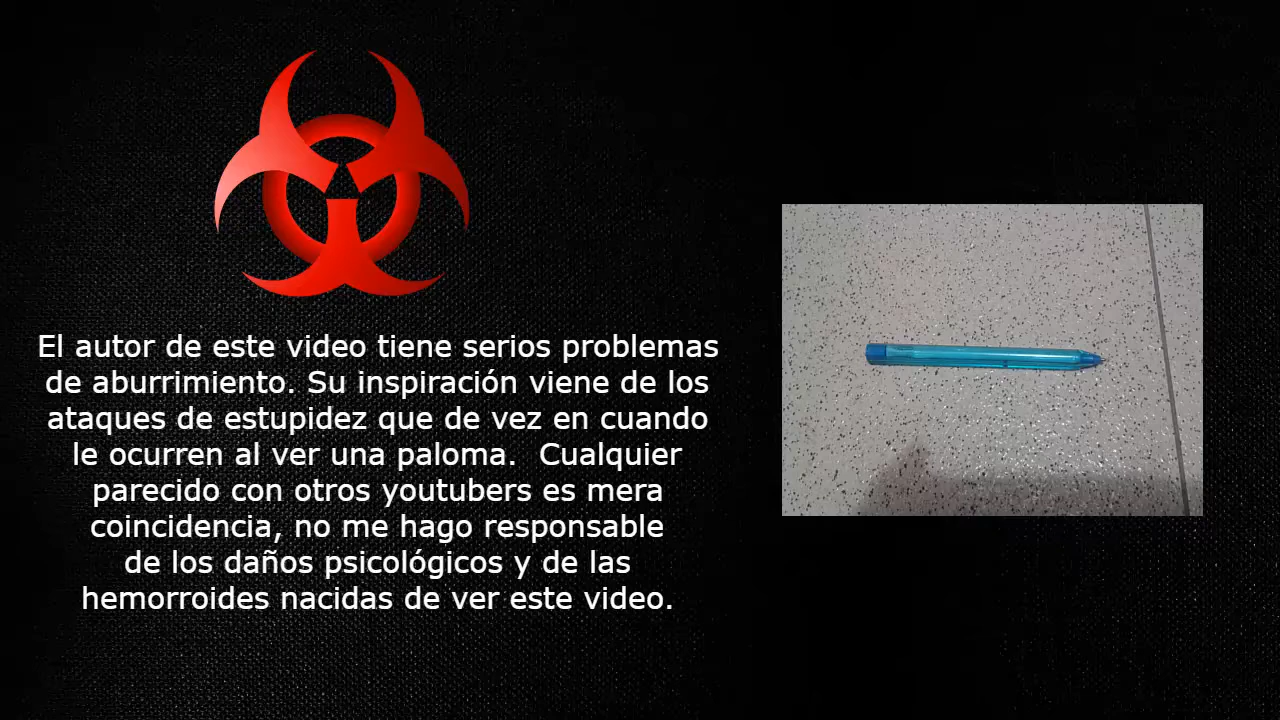 El autor de este video tiene serios problemas
de aburrimiento. Su inspiración viene de los
ataques de estupidez que de vez en cuando
le ocurren al ver una paloma.  Cualquier
parecido con otros youtubers es mera
coincidencia, no me hago responsable
de los daños psicológicos y de las
hemorroides nacidas de ver este video.